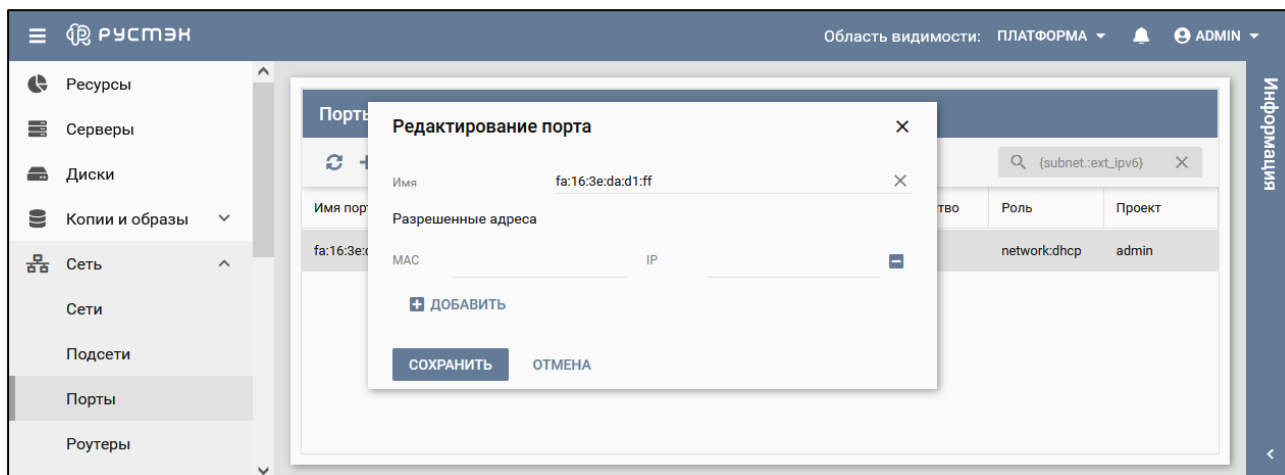 РУСТЭК
Область видимости: ПЛАТФОРМА
ADMIN
Ресурсы
Серверы
Диски
Копии и образы
Сеть
Сети
Подсети
Порты
Роутеры
Порты
{subnet.:ext_ipv6}
Имя пор
тво
Роль
Проект
fa:16:3e:
network:dhcp
admin
Редактирование порта
Имя
fa:16:3e:da:d1:ff
Разрешенные адреса
MAC
IP
ДОБАВИТЬ
СОХРАНИТЬ
ОТМЕНА
Информация